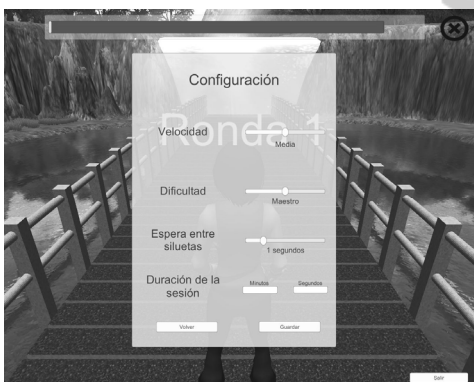 Configuración
Ronda 1
Velocidad
Media
Dificultad
Maestro
Espera entre
siluetas
1 segundos
Duración de la
sesión
Minutos
Segundos
Volver
Guardar
Salir